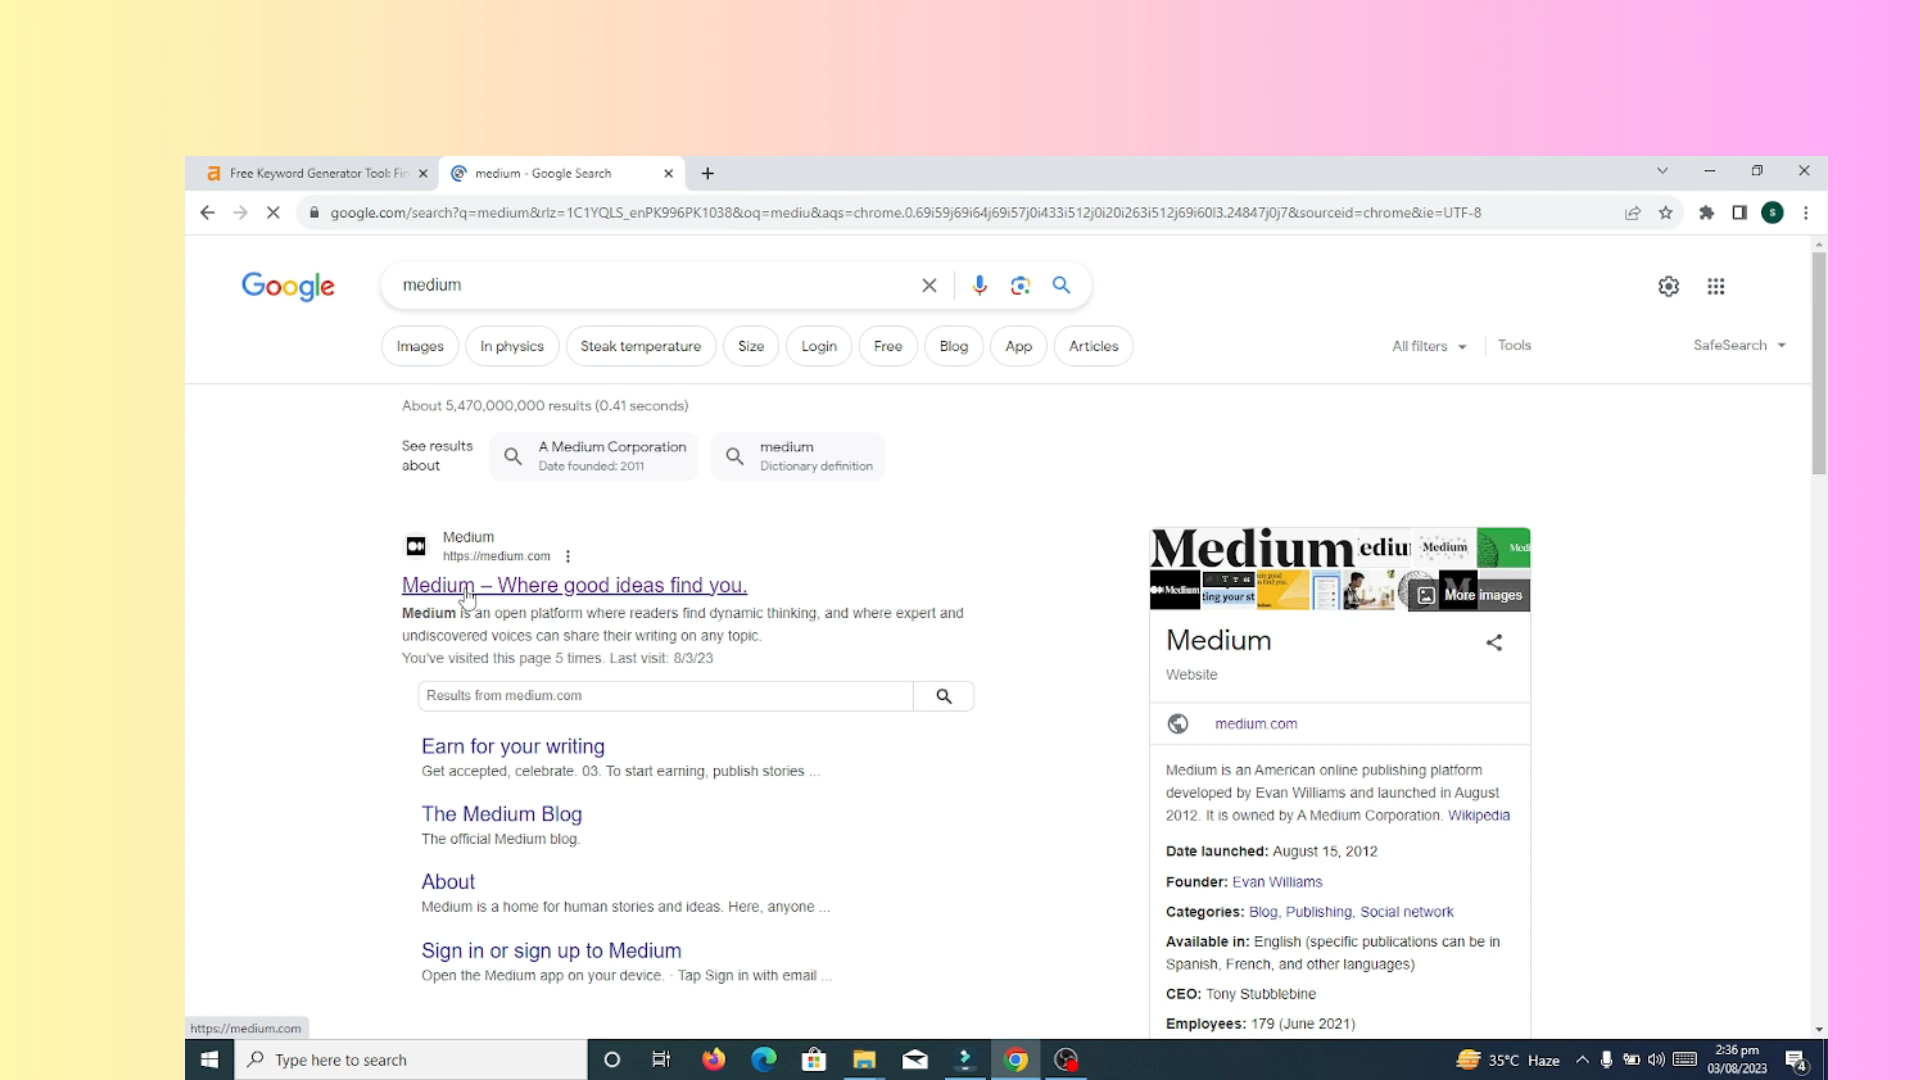 Free Keyword Generator Tool: Fin
medium - Google Search
google.com/search?q=medium&rlz=1C1YQLS_enPK996PK1038&oq=mediu&aqs=chrome.0.69i59j69i64j69i57j0i433i512j0i20i263i512j69i60l3.24847j0j7&sourceid=chrome&ie=UTF-8
S
Google
medium
Images In physics Steak temperature Size Login Free Blog App Articles
All filters Tools SafeSearch
About 5,470,000,000 results (0.41 seconds)
See results about
A Medium Corporation
Date founded: 2011
medium
Dictionary definition
Medium
https://medium.com
Medium – Where good ideas find you.
Medium is an open platform where readers find dynamic thinking, and where expert and
undiscovered voices can share their writing on any topic.
You've visited this page 5 times. Last visit: 8/3/23
Results from medium.com
Earn for your writing
Get accepted, celebrate. 03. To start earning, publish stories ...
The Medium Blog
The official Medium blog.
About
Medium is a home for human stories and ideas. Here, anyone ...
Sign in or sign up to Medium
Open the Medium app on your device. · Tap Sign in with email ...
Medium
ediu
Medium
Medi
Medium
ting your st
More images
Medium
Website
medium.com
Medium is an American online publishing platform
developed by Evan Williams and launched in August
2012. It is owned by A Medium Corporation. Wikipedia
Date launched: August 15, 2012
Founder: Evan Williams
Categories: Blog, Publishing, Social network
Available in: English (specific publications can be in
Spanish, French, and other languages)
CEO: Tony Stubblebine
Employees: 179 (June 2021)
https://medium.com
Type here to search
35°C Haze
2:36 pm
03/08/2023
4